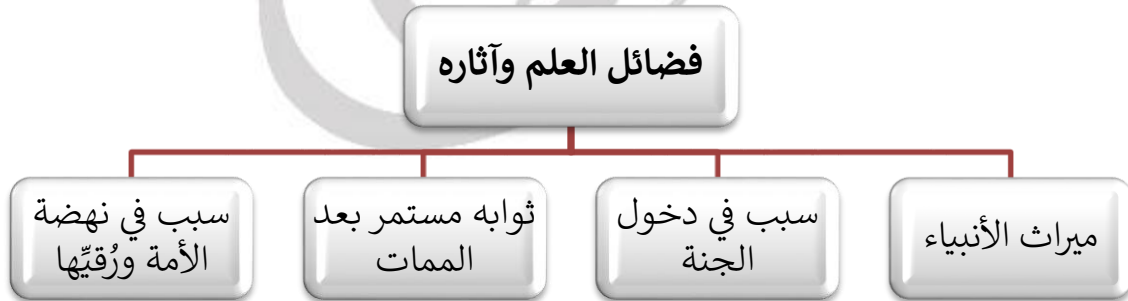 فضائل العلم وآثاره
ميراث الأنبياء
سبب في دخول
الجنة
ثوابه مستمر بعد
الممات
سبب في نهضة
الأمة ورُقيِّها